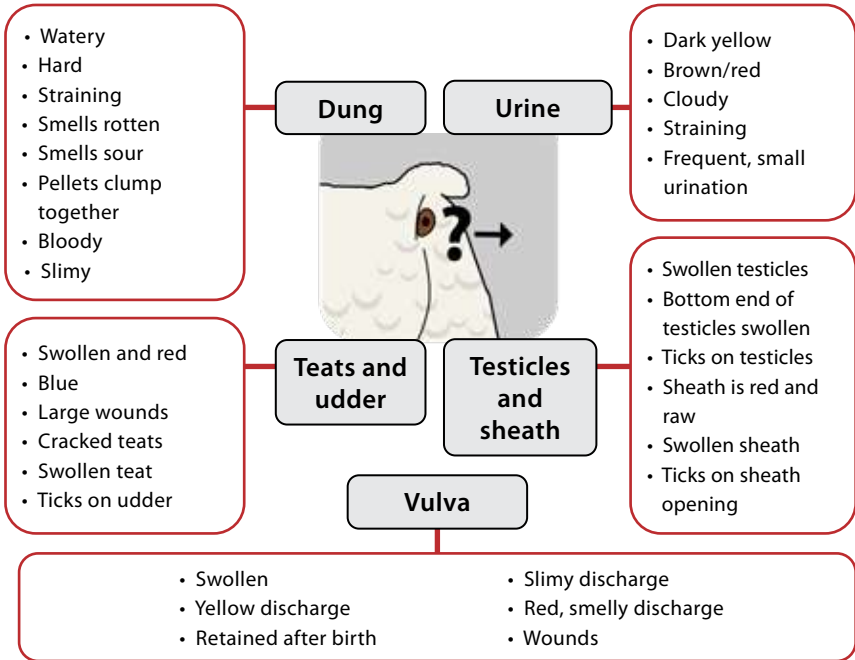 • Watery
• Hard
• Straining
• Smells rotten
• Smells sour
• Pellets clump
together
• Bloody
• Slimy
Dung
Urine
• Dark yellow
• Brown/red
• Cloudy
• Straining
• Frequent, small
urination
?
• Swollen and red
• Blue
• Large wounds
• Cracked teats
• Swollen teat
• Ticks on udder
Teats and
udder
Testicles
and
sheath
• Swollen testicles
• Bottom end of
testicles swollen
• Ticks on testicles
• Sheath is red and
raw
• Swollen sheath
• Ticks on sheath
opening
Vulva
• Swollen
• Yellow discharge
• Retained after birth
• Slimy discharge
• Red, smelly discharge
• Wounds